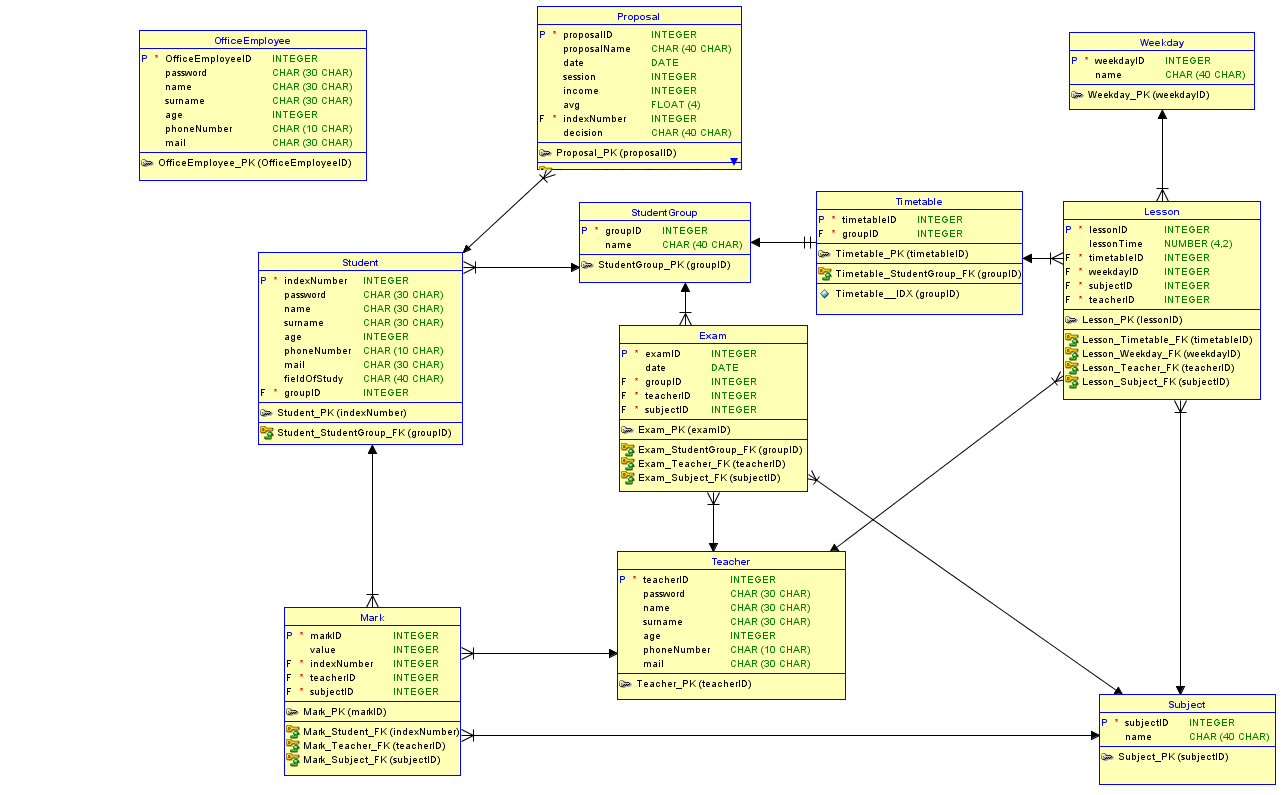 OfficeEmployee
P * OfficeEmployeeID INTEGER
password CHAR (30 CHAR)
name CHAR (30 CHAR)
surname CHAR (30 CHAR)
age INTEGER
phoneNumber CHAR (10 CHAR)
mail CHAR (30 CHAR)
OfficeEmployee_PK (OfficeEmployeeID)
Proposal
P * proposalID INTEGER
proposalName CHAR (40 CHAR)
date DATE
session INTEGER
income INTEGER
avg FLOAT (4)
F * indexNumber INTEGER
decision CHAR (40 CHAR)
Proposal_PK (proposalID)
Weekday
P * weekdayID INTEGER
name CHAR (40 CHAR)
Weekday_PK (weekdayID)
StudentGroup
P * groupID INTEGER
name CHAR (40 CHAR)
StudentGroup_PK (groupID)
Timetable
P * timetableID INTEGER
F * groupID INTEGER
Timetable_PK (timetableID)
Timetable_StudentGroup_FK (groupID)
Timetable__IDX (groupID)
Lesson
P * lessonID INTEGER
lessonTime NUMBER (4,2)
F * timetableID INTEGER
F * weekdayID INTEGER
F * subjectID INTEGER
F * teacherID INTEGER
Lesson_PK (lessonID)
Lesson_Timetable_FK (timetableID)
Lesson_Weekday_FK (weekdayID)
Lesson_Teacher_FK (teacherID)
Lesson_Subject_FK (subjectID)
Student
P * indexNumber INTEGER
password CHAR (30 CHAR)
name CHAR (30 CHAR)
surname CHAR (30 CHAR)
age INTEGER
phoneNumber CHAR (10 CHAR)
mail CHAR (30 CHAR)
fieldOfStudy CHAR (40 CHAR)
F * groupID INTEGER
Student_PK (indexNumber)
Student_StudentGroup_FK (groupID)
Exam
P * examID INTEGER
date DATE
F * groupID INTEGER
F * teacherID INTEGER
F * subjectID INTEGER
Exam_PK (examID)
Exam_StudentGroup_FK (groupID)
Exam_Teacher_FK (teacherID)
Exam_Subject_FK (subjectID)
Teacher
P * teacherID INTEGER
password CHAR (30 CHAR)
name CHAR (30 CHAR)
surname CHAR (30 CHAR)
age INTEGER
phoneNumber CHAR (10 CHAR)
mail CHAR (30 CHAR)
Teacher_PK (teacherID)
Mark
P * markID INTEGER
value INTEGER
F * indexNumber INTEGER
F * teacherID INTEGER
F * subjectID INTEGER
Mark_PK (markID)
Mark_Student_FK (indexNumber)
Mark_Teacher_FK (teacherID)
Mark_Subject_FK (subjectID)
Subject
P * subjectID INTEGER
name CHAR (40 CHAR)
Subject_PK (subjectID)